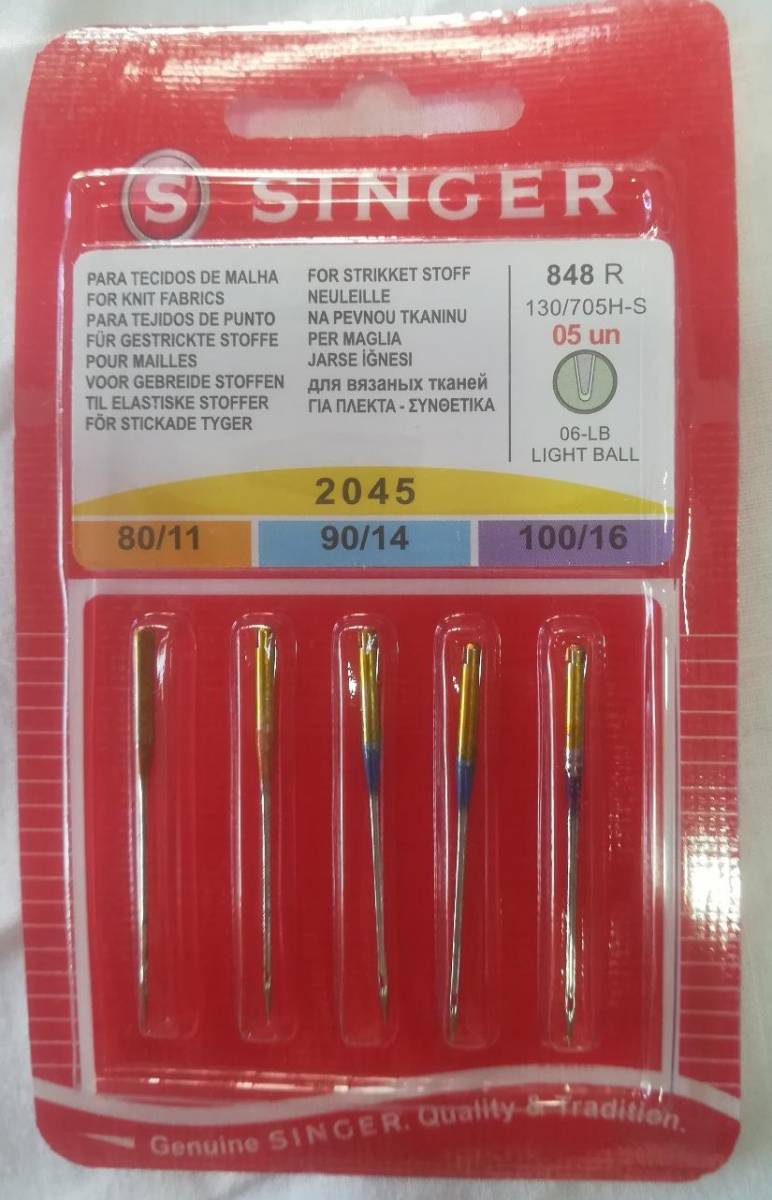 S SINGER
PARA TECIDOS DE MALHA
FOR KNIT FABRICS
PARA TEJIDOS DE PUNTO
FÜR GESTRICKTE STOFFE
POUR MAILLES
VOOR GEBREIDE STOFFEN
TIL ELASTISKE STOFFER
FÖR STICKADE TYGER
FOR STRIKKET STOFF
NEULEILLE
NA PEVNOU TKANINU
PER MAGLIA
JARSE İĞNESI
для вязаных тканей
ΓΙΑ ΠΛΕΚΤΑ - ΣΥΝΘΕΤΙΚΑ
848 R
130/705H-S
05 un
06-LB
LIGHT BALL
2045
80/11
90/14
100/16
Genuine SINGER. Quality & Tradition.